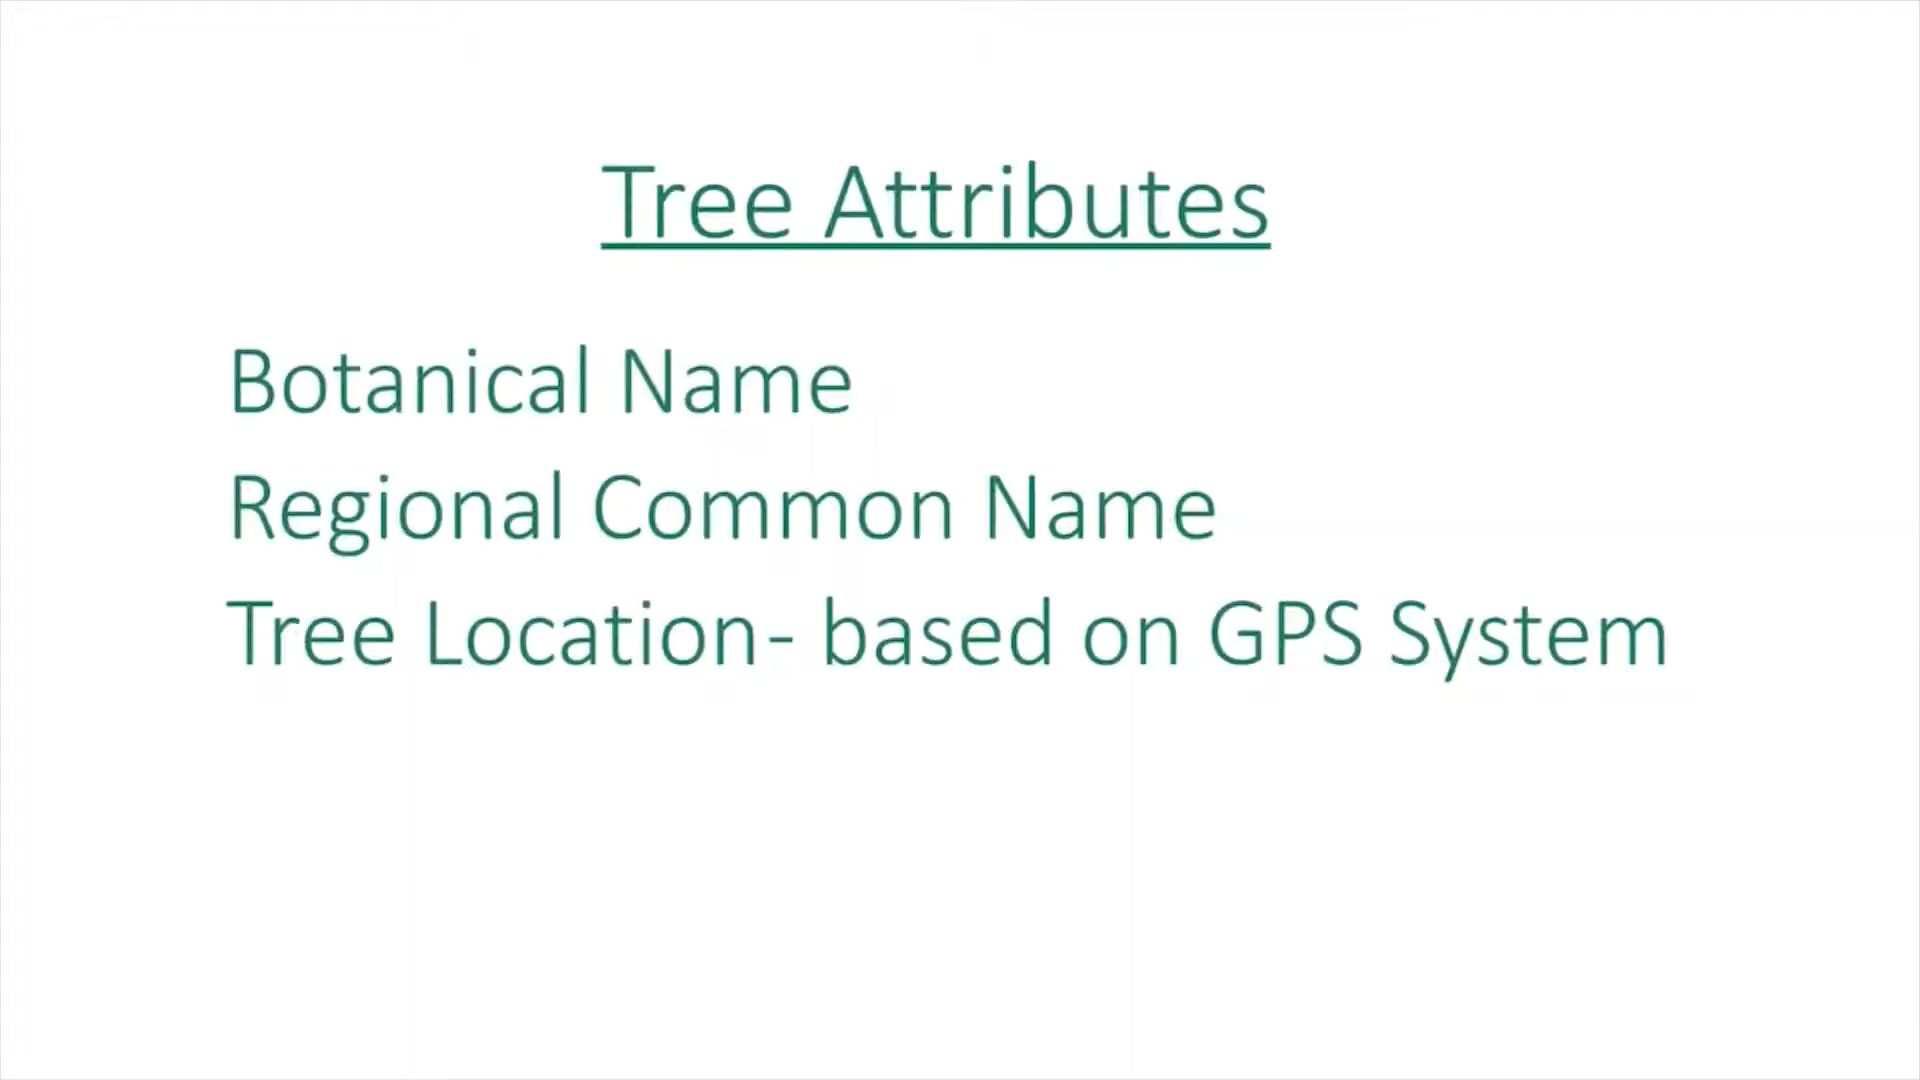 Tree Attributes
Botanical Name
Regional Common Name
Tree Location- based on GPS System